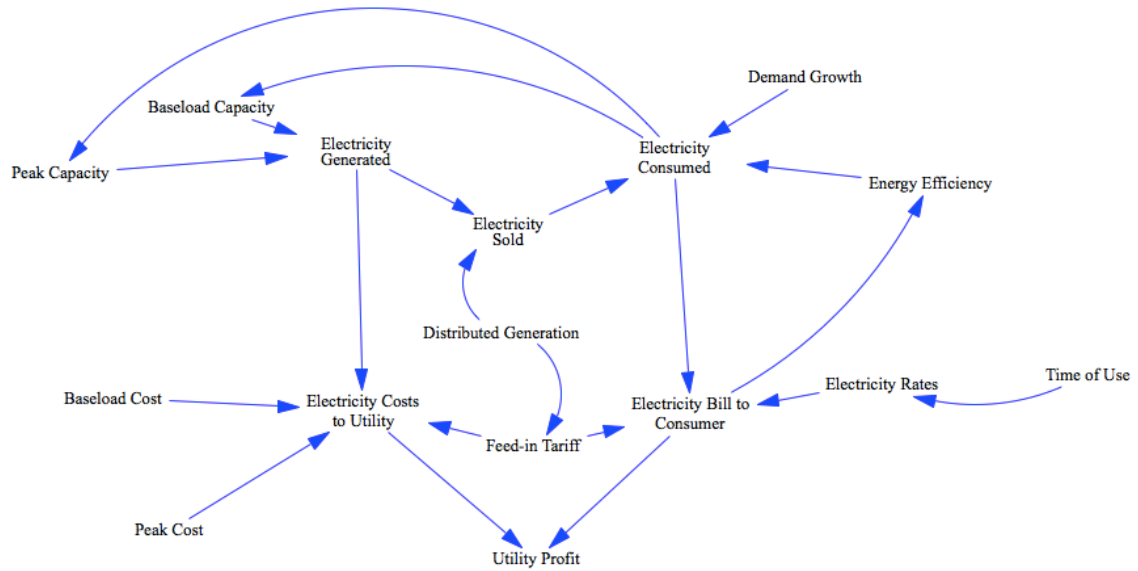 Demand Growth
Baseload Capacity
Electricity
Generated
Electricity
Consumed
Peak Capacity
Energy Efficiency
Electricity
Sold
Distributed Generation
Time of Use
Baseload Cost
Electricity Costs
to Utility
Electricity Bill to
Consumer
Electricity Rates
Feed-in Tariff
Peak Cost
Utility Profit